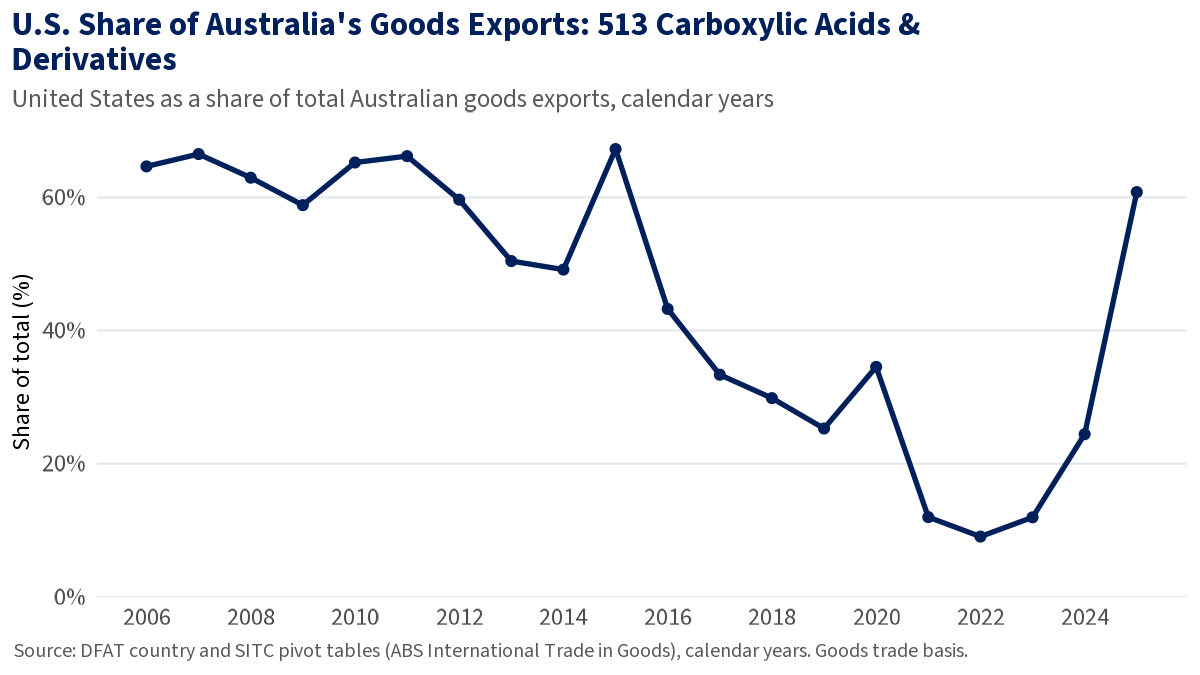 U.S. Share of Australia's Goods Exports: 513 Carboxylic Acids &
Derivatives
United States as a share of total Australian goods exports, calendar years
Share of total (%)
60%
40%
20%
0%
2006 2008 2010 2012 2014 2016 2018 2020 2022 2024
Source: DFAT country and SITC pivot tables (ABS International Trade in Goods), calendar years. Goods trade basis.